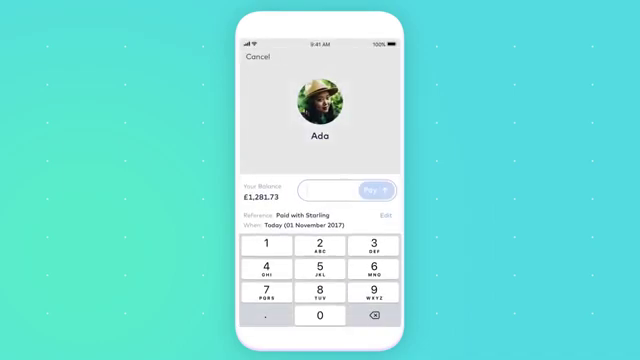 9:41 AM 100%
Cancel
Ada
Your Balance
£1,281.73
Pay
Reference: Paid with Starling Edit
When: Today (01 November 2017)
1 2 ABC 3 DEF
4 GHI 5 JKL 6 MNO
7 PQRS 8 TUV 9 WXYZ
. 0